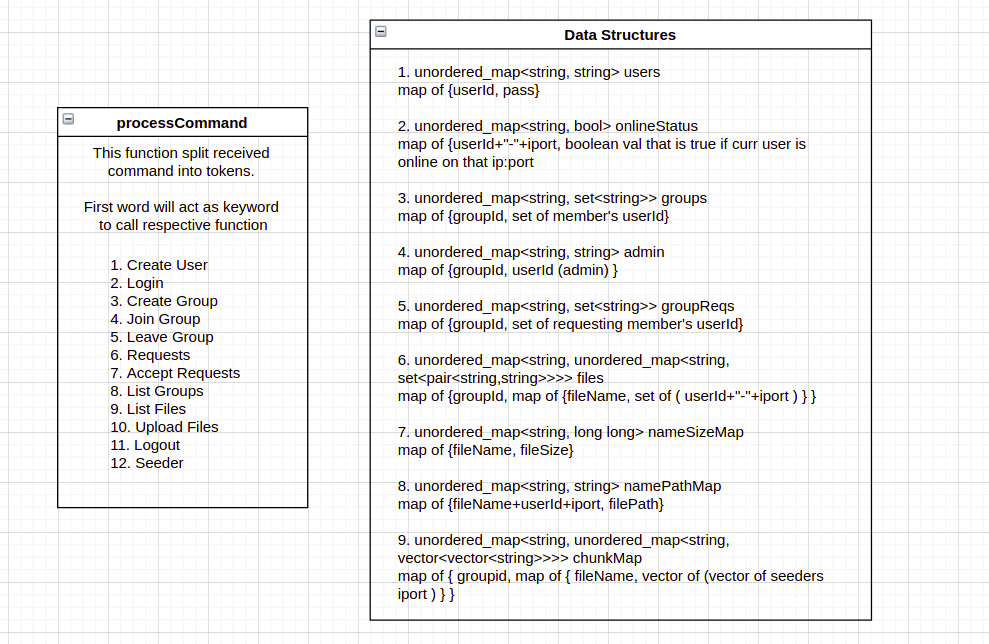 processCommand
This function split received
command into tokens.
First word will act as keyword
to call respective function
1. Create User
2. Login
3. Create Group
4. Join Group
5. Leave Group
6. Requests
7. Accept Requests
8. List Groups
9. List Files
10. Upload Files
11. Logout
12. Seeder
Data Structures
1. unordered_map<string, string> users
map of {userId, pass}
2. unordered_map<string, bool> onlineStatus
map of {userId+"-"+iport, boolean val that is true if curr user is
online on that ip:port
3. unordered_map<string, set<string>> groups
map of {groupId, set of member's userId}
4. unordered_map<string, string> admin
map of {groupId, userId (admin) }
5. unordered_map<string, set<string>> groupReqs
map of {groupId, set of requesting member's userId}
6. unordered_map<string, unordered_map<string,
set<pair<string,string>>>> files
map of {groupId, map of {fileName, set of ( userId+"-"+iport ) } }
7. unordered_map<string, long long> nameSizeMap
map of {fileName, fileSize}
8. unordered_map<string, string> namePathMap
map of {fileName+userId+iport, filePath}
9. unordered_map<string, unordered_map<string,
vector<vector<string>>>> chunkMap
map of { groupid, map of { fileName, vector of (vector of seeders
iport ) } }